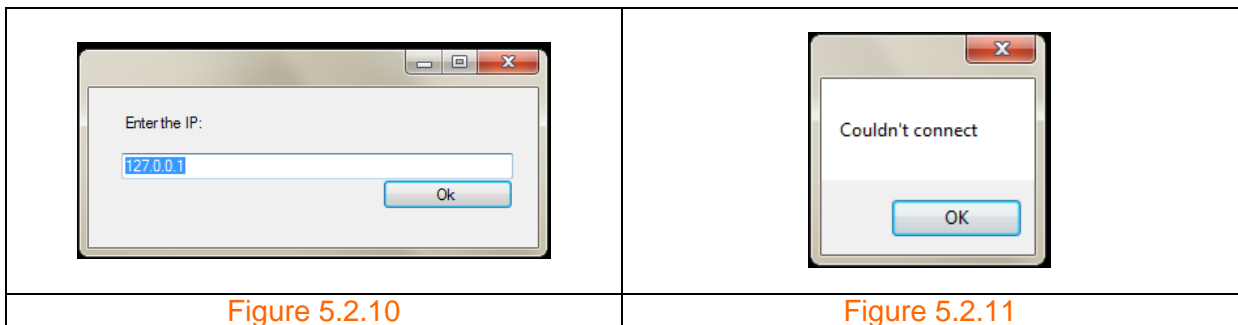 Enter the IP:
127.0.0.1
Ok
Couldn't connect
OK
Figure 5.2.10
Figure 5.2.11